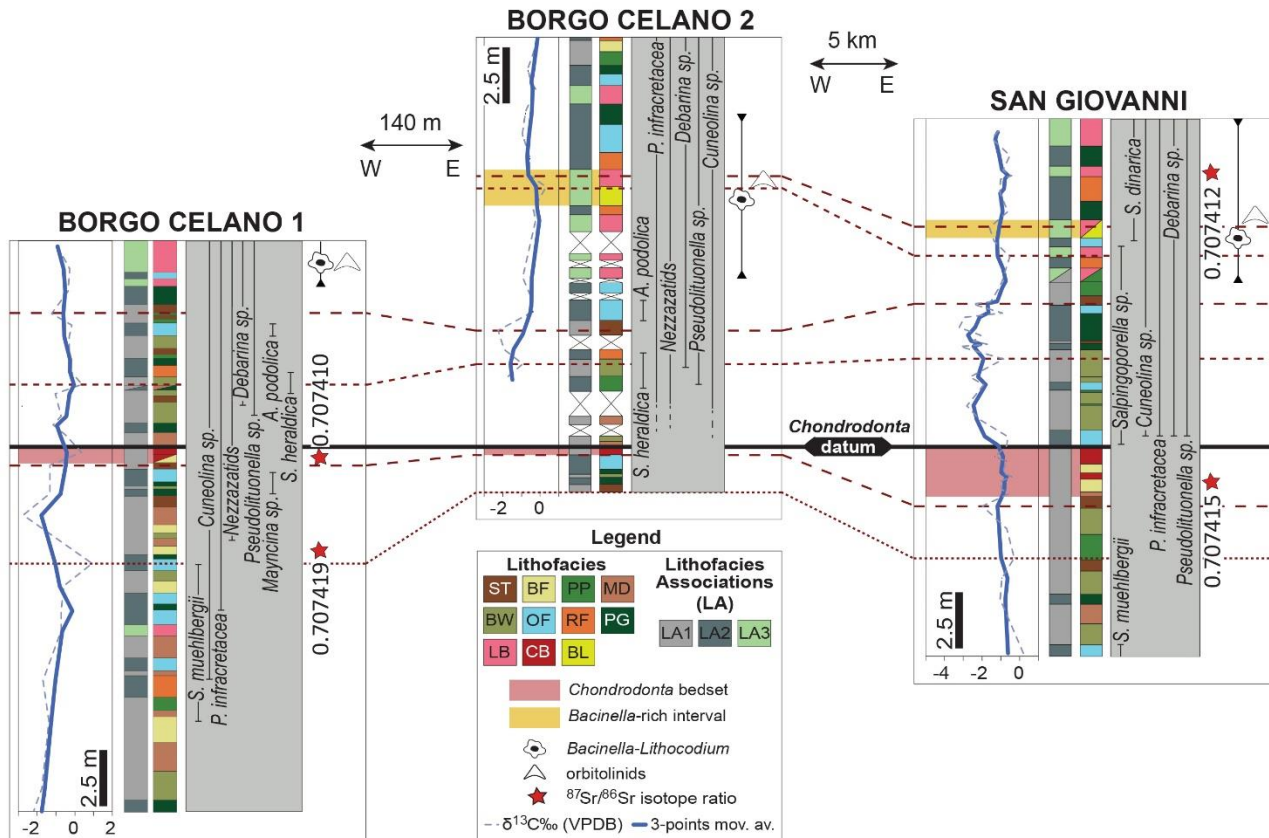 BORGO CELANO 2
5 km
W E
2.5 m
P. infracretacea
Nezzazatids
Debarina sp.
Pseudolituonella sp.
Cuneolina sp.
A. podolica
S. heraldica
-2 0
140 m
W E
SAN GIOVANNI
S. dinarica
Debarina sp.
Salpingoporella sp.
Cuneolina sp.
P. infracretacea
Pseudolituonella sp.
S. muehlbergii
0.707412
0.707415
2.5 m
-4 -2 0
BORGO CELANO 1
Debarina sp.
A. podolica
Cuneolina sp.
Nezzazatids
Pseudolituonella sp.
Mayncina sp.
S. heraldica
S. muehlbergii
P. infracretacea
0.707410
0.707419
2.5 m
-2 0 2
Chondrodonta
datum
Legend
Lithofacies
ST BF PP MD
BW OF RF PG
LB CB BL
Lithofacies
Associations
(LA)
LA1 LA2 LA3
Chondrodonta bedset
Bacinella-rich interval
Bacinella-Lithocodium
orbitolinids
87Sr/86Sr isotope ratio
δ13C‰ (VPDB) 3-points mov. av.